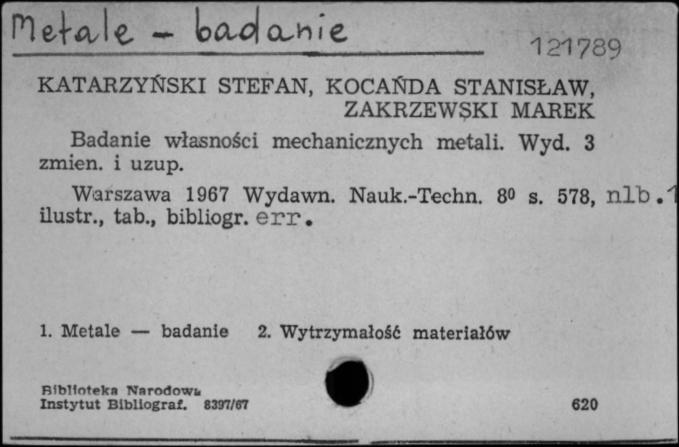 Metale - badanie
121789
KATARZYŃSKI STEFAN, KOCAŃDA STANISŁAW,
ZAKRZEWSKI MAREK
Badanie własności mechanicznych metali. Wyd. 3
zmien. i uzup.
Warszawa 1967 Wydawn. Nauk.-Techn. 8⁰ s. 578, nlb.1
ilustr., tab., bibliogr. err.
1. Metale — badanie 2. Wytrzymałość materiałów
Biblioteka Narodowa
Instytut Bibliograf. 8397/67
620